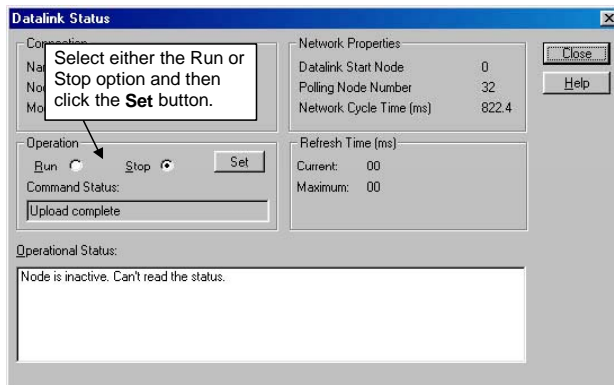 Datalink Status
Select either the Run or
Stop option and then
click the Set button.
Network Properties
Datalink Start Node 0
Polling Node Number 32
Network Cycle Time (ms) 822.4
Close
Help
Operation
Run Stop Set
Command Status:
Upload complete
Refresh Time (ms)
Current: 00
Maximum: 00
Operational Status:
Node is inactive. Can't read the status.